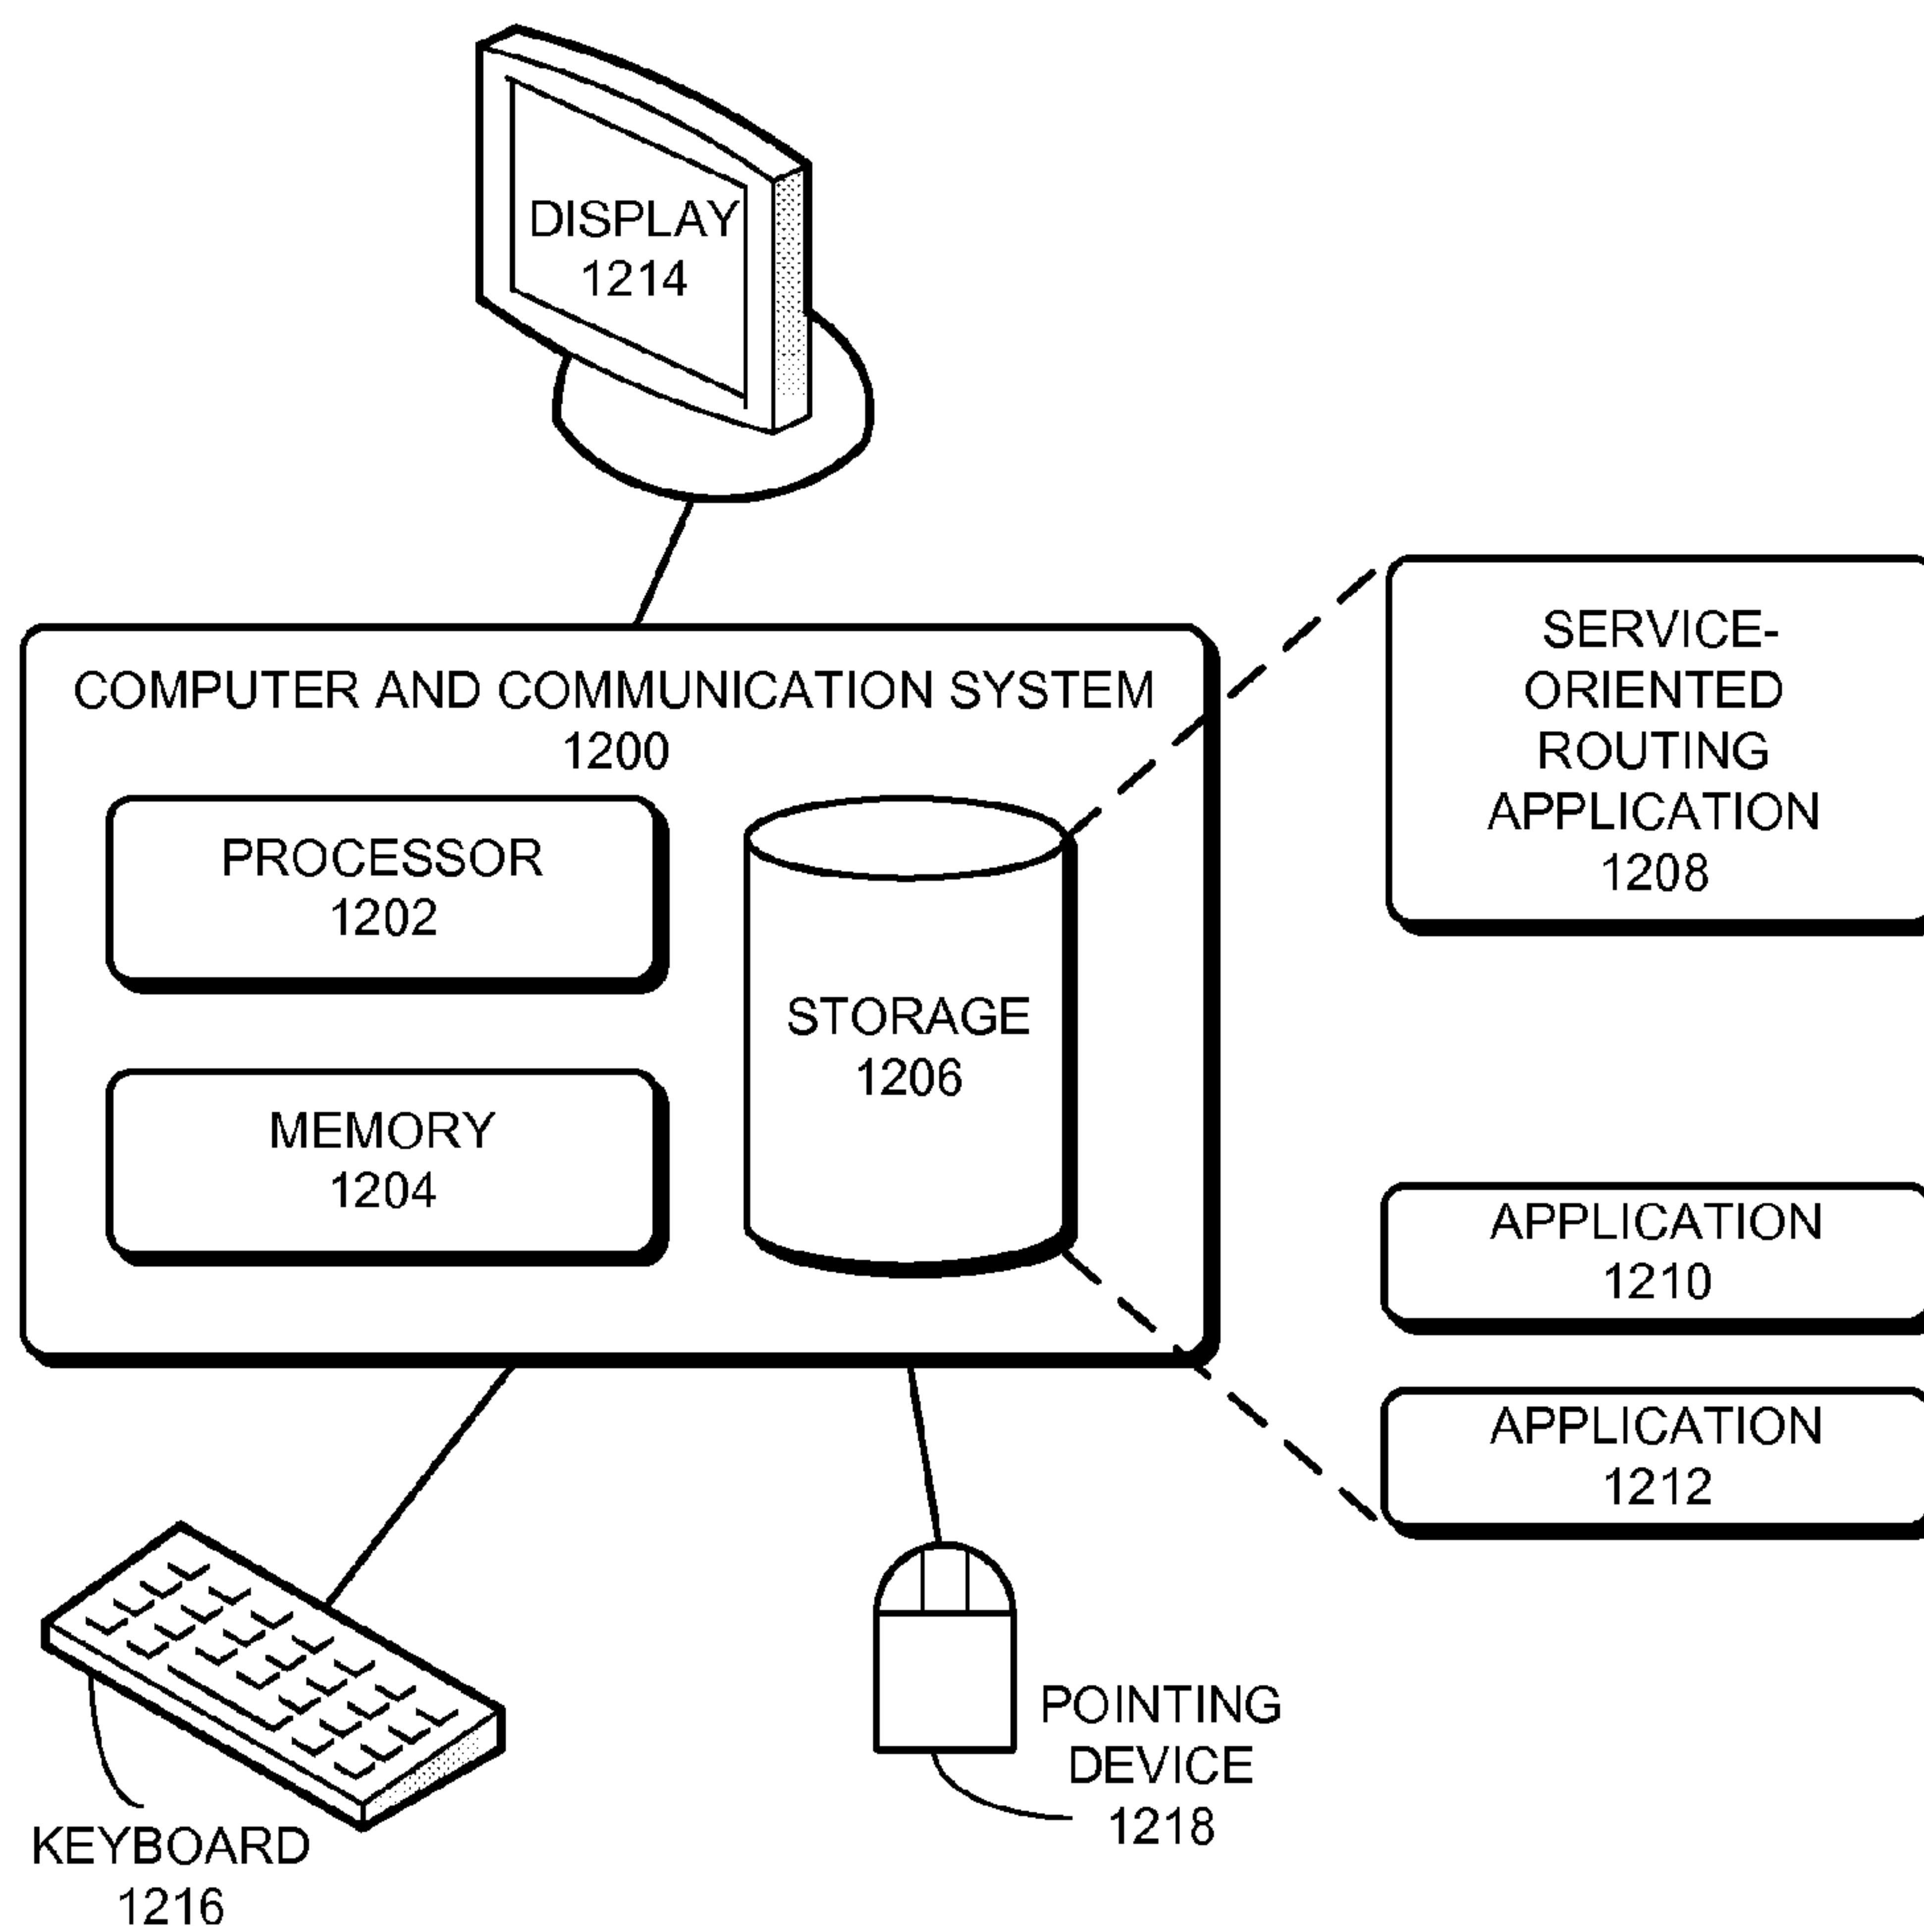 DISPLAY
1214
COMPUTER AND COMMUNICATION SYSTEM
1200
PROCESSOR
1202
MEMORY
1204
STORAGE
1206
SERVICE-
ORIENTED
ROUTING
APPLICATION
1208
APPLICATION
1210
APPLICATION
1212
KEYBOARD
1216
POINTING
DEVICE
1218